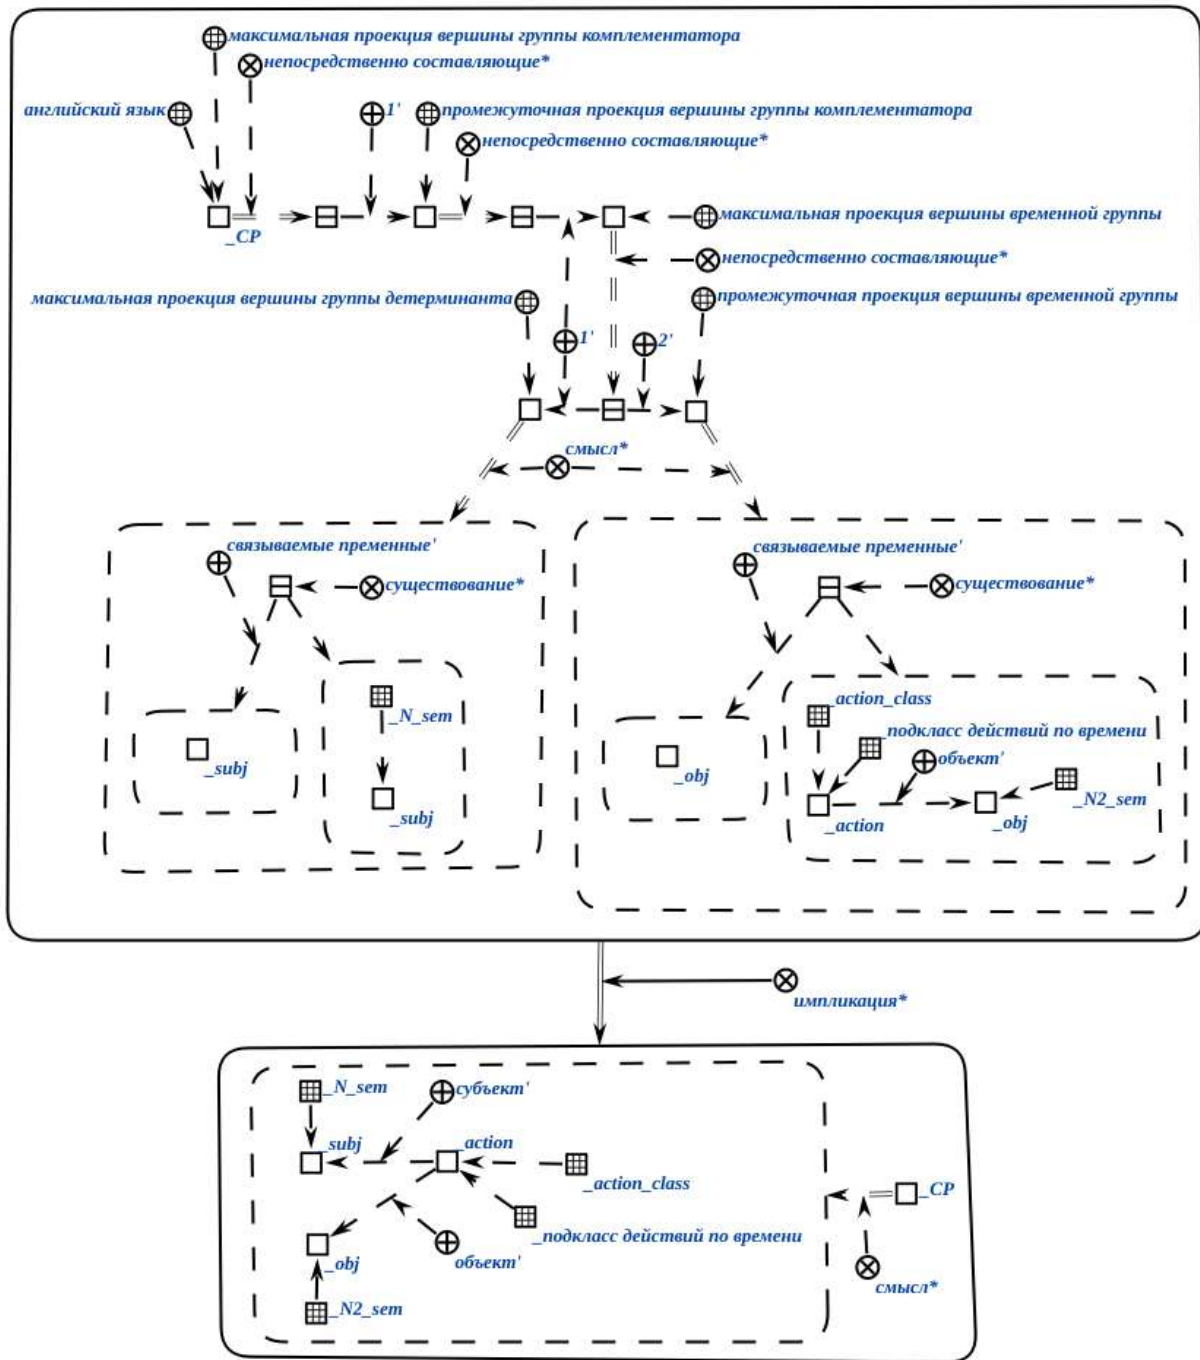 максимальная проекция вершины группы комплементатора
непосредственно составляющие*
английский язык
1'
промежуточная проекция вершины группы комплементатора
непосредственно составляющие*
максимальная проекция вершины временной группы
_CP
непосредственно составляющие*
максимальная проекция вершины группы детерминанта
промежуточная проекция вершины временной группы
1'
2'
смысл*
связываемые пременные'
существование*
связываемые пременные'
существование*
_N_sem
_subj
_subj
_action_class
_подкласс действий по времени
объект'
_obj
_N2_sem
_action
_obj
импликация*
_N_sem
субъект'
_subj
_action
_action_class
_CP
_подкласс действий по времени
_obj
объект'
смысл*
_N2_sem